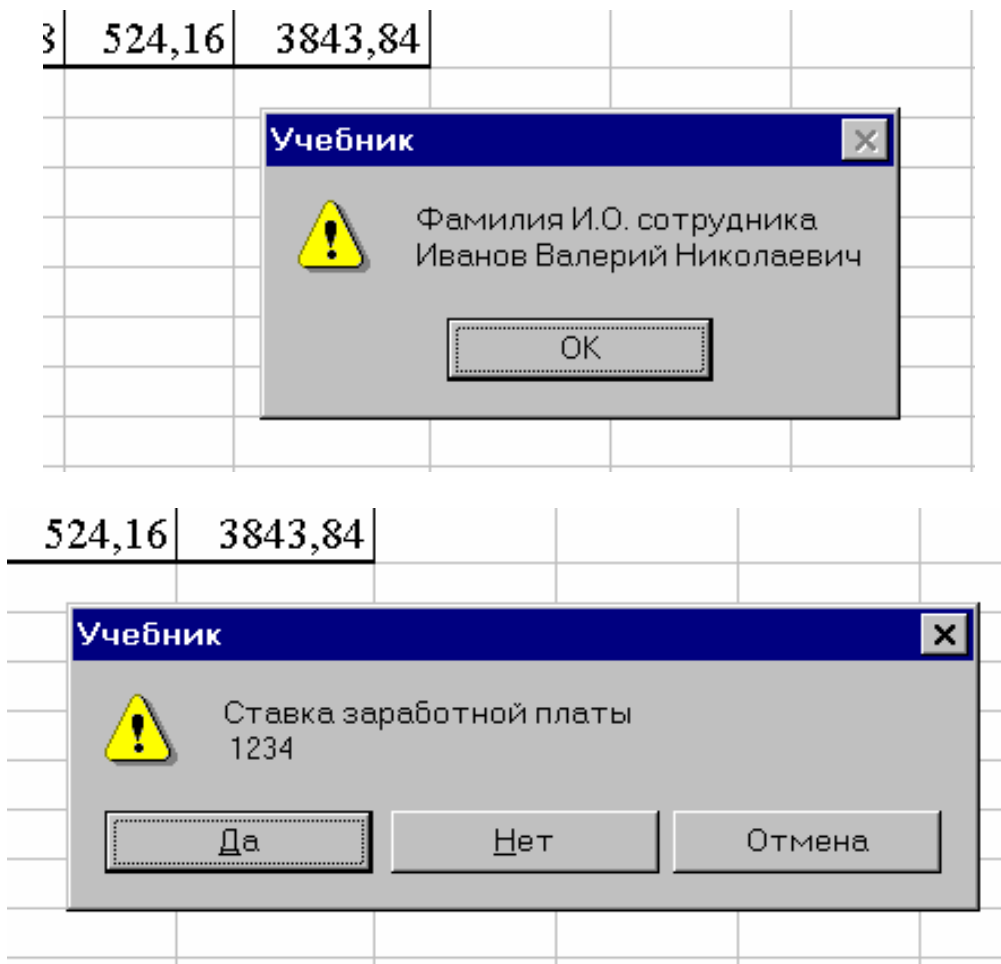 8 524,16 3843,84
Учебник
Фамилия И.О. сотрудника
Иванов Валерий Николаевич
OK
524,16 3843,84
Учебник
Ставка заработной платы
1234
Да Нет Отмена